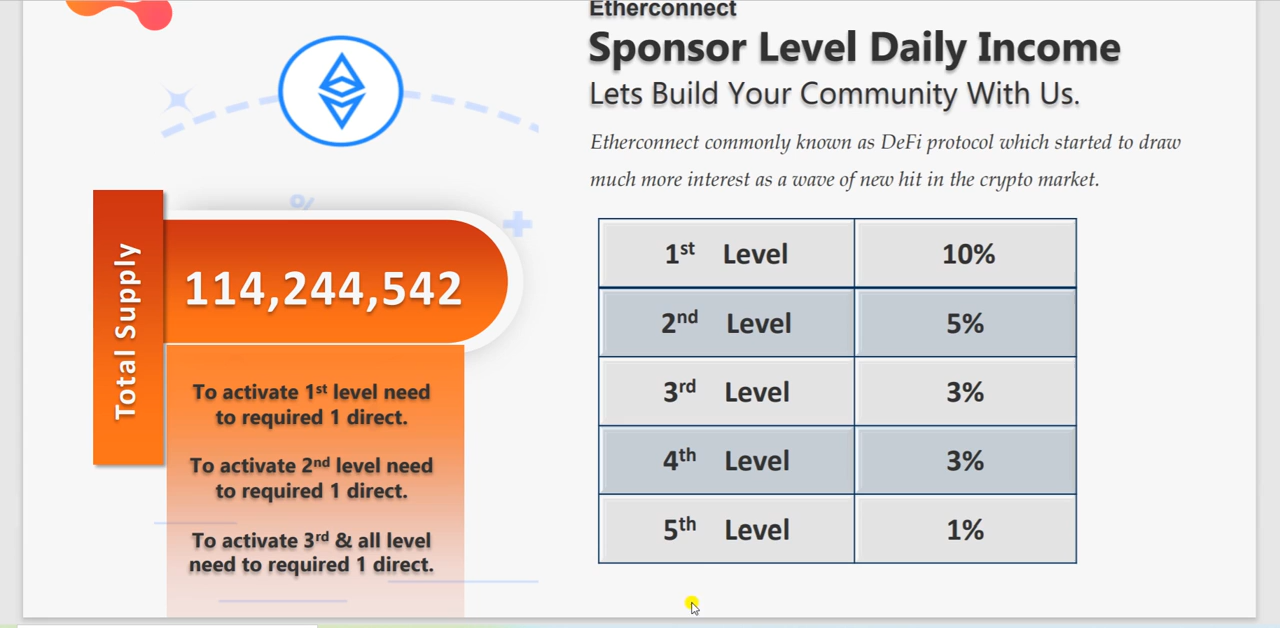 Etherconnect
Sponsor Level Daily Income
Lets Build Your Community With Us.
Etherconnect commonly known as DeFi protocol which started to draw
much more interest as a wave of new hit in the crypto market.
%
Total Supply
114,244,542
To activate 1st level need
to required 1 direct.
To activate 2nd level need
to required 1 direct.
To activate 3rd & all level
need to required 1 direct.
1st Level 10%
2nd Level 5%
3rd Level 3%
4th Level 3%
5th Level 1%